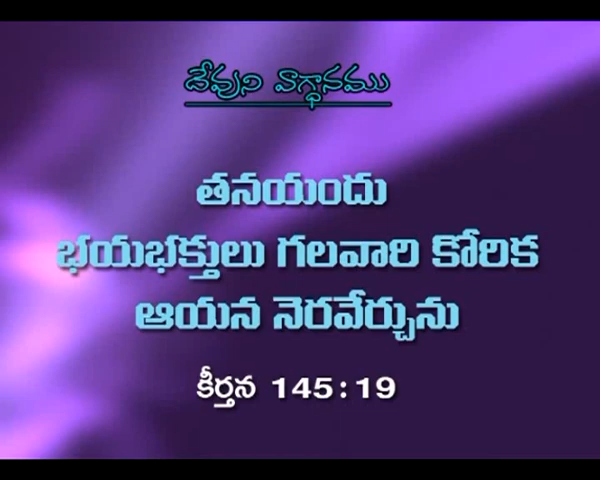 దేవుని వాగ్ధానము
తనయందు
భయభక్తులు గలవారి కోరిక
ఆయన నెరవేర్చును
కీర్తన 145:19